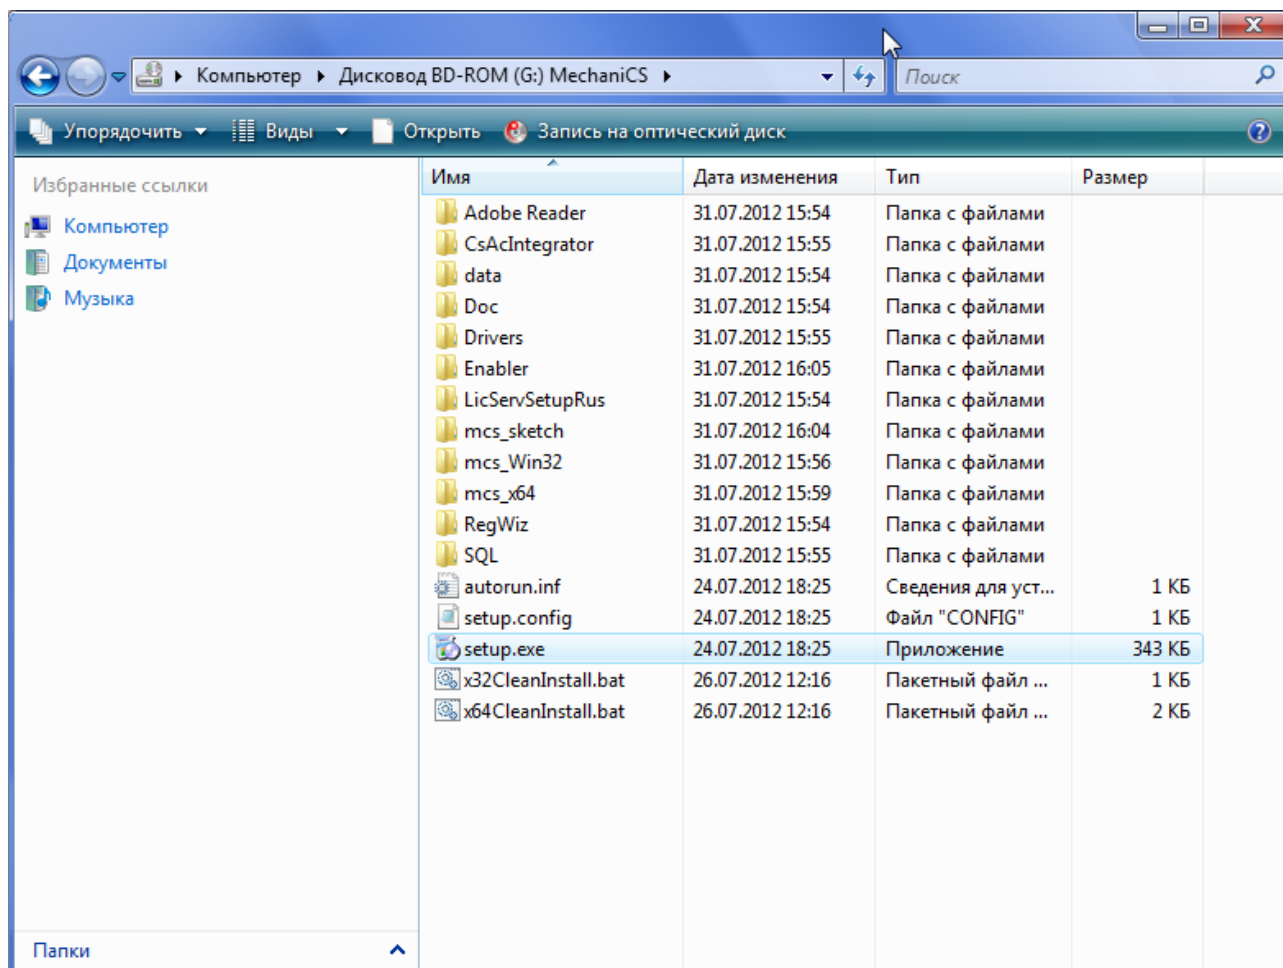 Компьютер Дисковод BD-ROM (G:) MechaniCS Поиск
Упорядочить Виды Открыть Запись на оптический диск
Избранные ссылки
Компьютер
Документы
Музыка
Папки
Имя Дата изменения Тип Размер
Adobe Reader 31.07.2012 15:54 Папка с файлами
CsAcIntegrator 31.07.2012 15:55 Папка с файлами
data 31.07.2012 15:54 Папка с файлами
Doc 31.07.2012 15:54 Папка с файлами
Drivers 31.07.2012 15:55 Папка с файлами
Enabler 31.07.2012 16:05 Папка с файлами
LicServSetupRus 31.07.2012 15:54 Папка с файлами
mcs_sketch 31.07.2012 16:04 Папка с файлами
mcs_Win32 31.07.2012 15:56 Папка с файлами
mcs_x64 31.07.2012 15:59 Папка с файлами
RegWiz 31.07.2012 15:54 Папка с файлами
SQL 31.07.2012 15:55 Папка с файлами
autorun.inf 24.07.2012 18:25 Сведения для уст... 1 КБ
setup.config 24.07.2012 18:25 Файл "CONFIG" 1 КБ
setup.exe 24.07.2012 18:25 Приложение 343 КБ
x32CleanInstall.bat 26.07.2012 12:16 Пакетный файл ... 1 КБ
x64CleanInstall.bat 26.07.2012 12:16 Пакетный файл ... 2 КБ